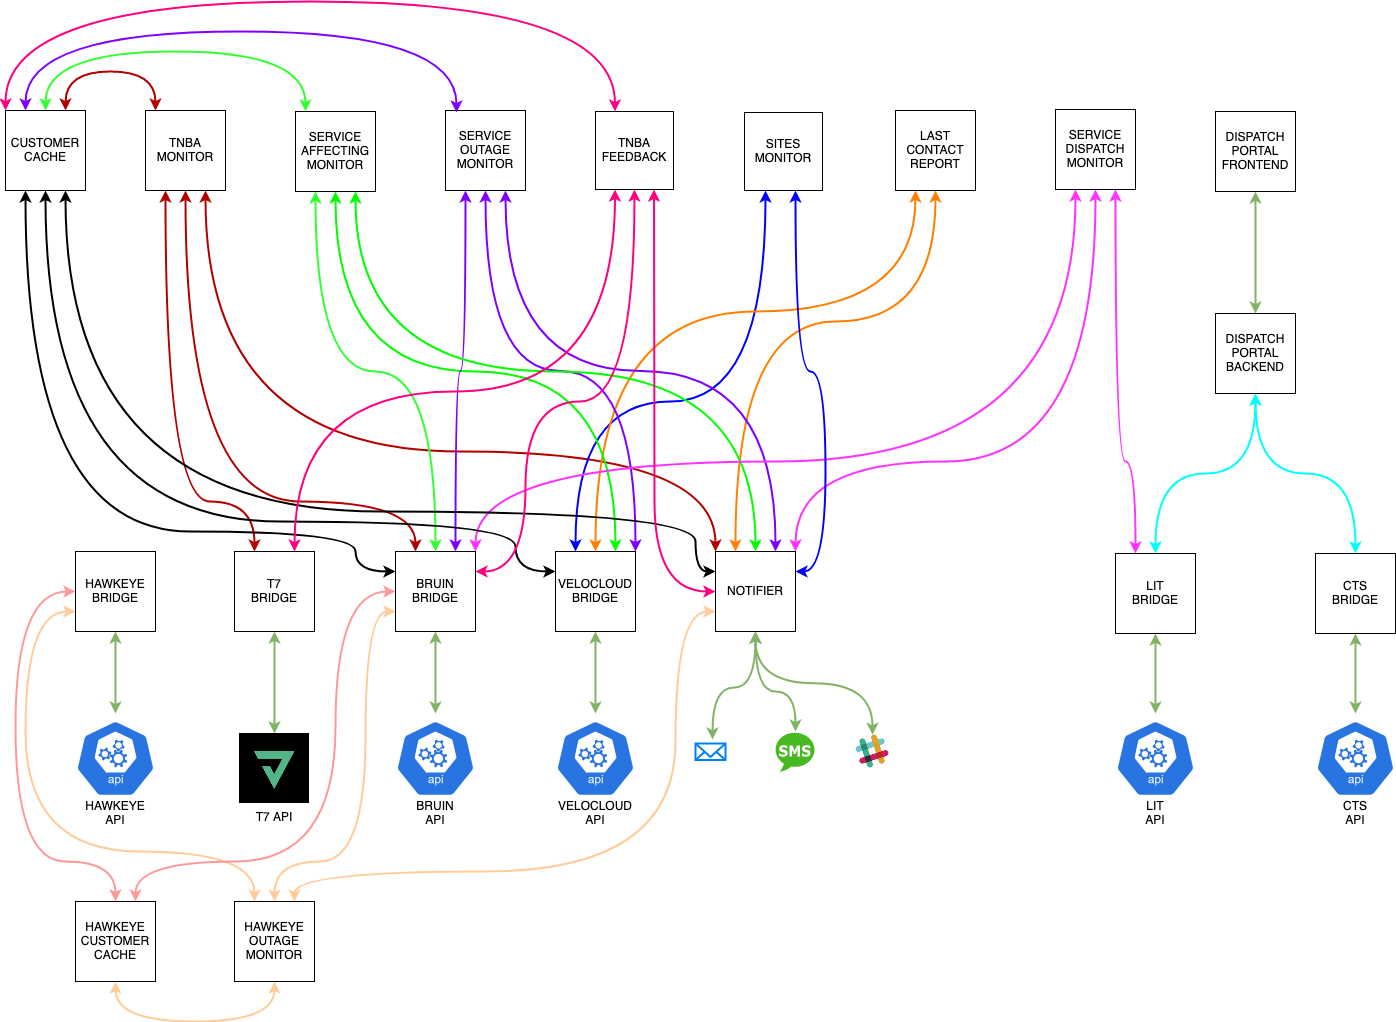 CUSTOMER
CACHE
TNBA
MONITOR
SERVICE
AFFECTING
MONITOR
SERVICE
OUTAGE
MONITOR
TNBA
FEEDBACK
SITES
MONITOR
LAST
CONTACT
REPORT
SERVICE
DISPATCH
MONITOR
DISPATCH
PORTAL
FRONTEND
DISPATCH
PORTAL
BACKEND
HAWKEYE
BRIDGE
T7
BRIDGE
BRUIN
BRIDGE
VELOCLOUD
BRIDGE
NOTIFIER
LIT
BRIDGE
CTS
BRIDGE
api
HAWKEYE
API
T7 API
api
BRUIN
API
api
VELOCLOUD
API
SMS
api
LIT
API
api
CTS
API
HAWKEYE
CUSTOMER
CACHE
HAWKEYE
OUTAGE
MONITOR